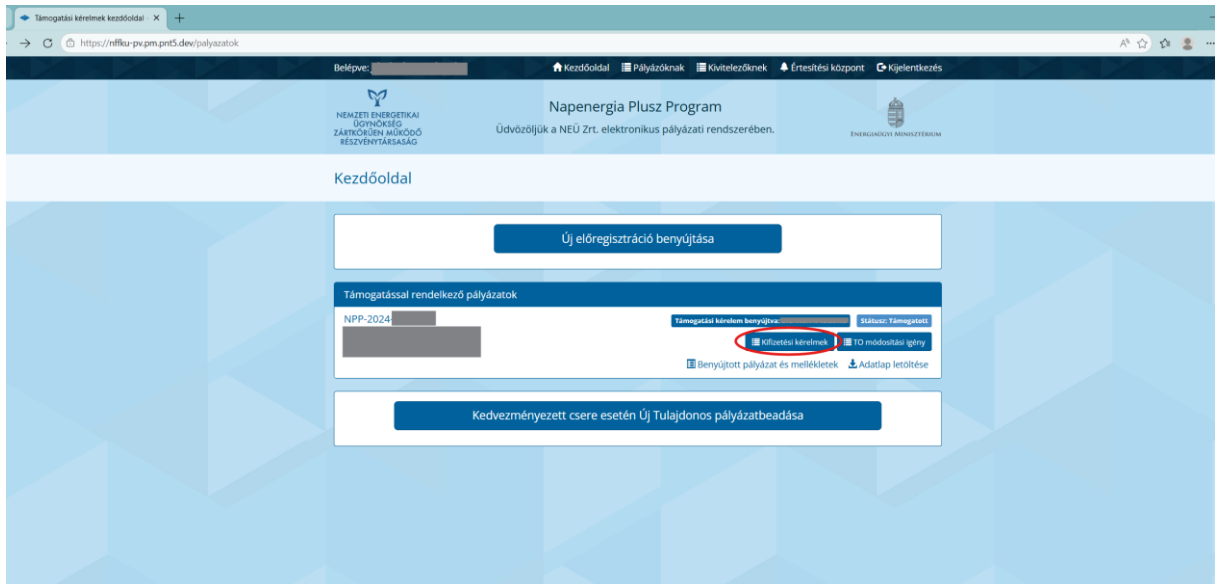 Támogatási kérelmek kezdőoldal
https://nffku-pv.pm.pnt5.dev/palyazatok
Belépve:
Kezdőoldal Pályázóknak Kivitelezőknek Értesítési központ Kijelentkezés
NEMZETI ENERGETIKAI
ÜGYNÖKSÉG
ZÁRTKÖRŰEN MŰKÖDŐ
RÉSZVÉNYTÁRSASÁG
Napenergia Plusz Program
Üdvözöljük a NEÜ Zrt. elektronikus pályázati rendszerében.
ENERGIAÜGYI MINISZTÉRIUM
Kezdőoldal
Új előregisztráció benyújtása
Támogatással rendelkező pályázatok
NPP-2024-
Támogatási kérelem benyújtva:
Státusz: Támogatott
Kifizetési kérelmek
TO módosítási igény
Benyújtott pályázat és mellékletek
Adatlap letöltése
Kedvezményezett csere esetén Új Tulajdonos pályázatbeadása